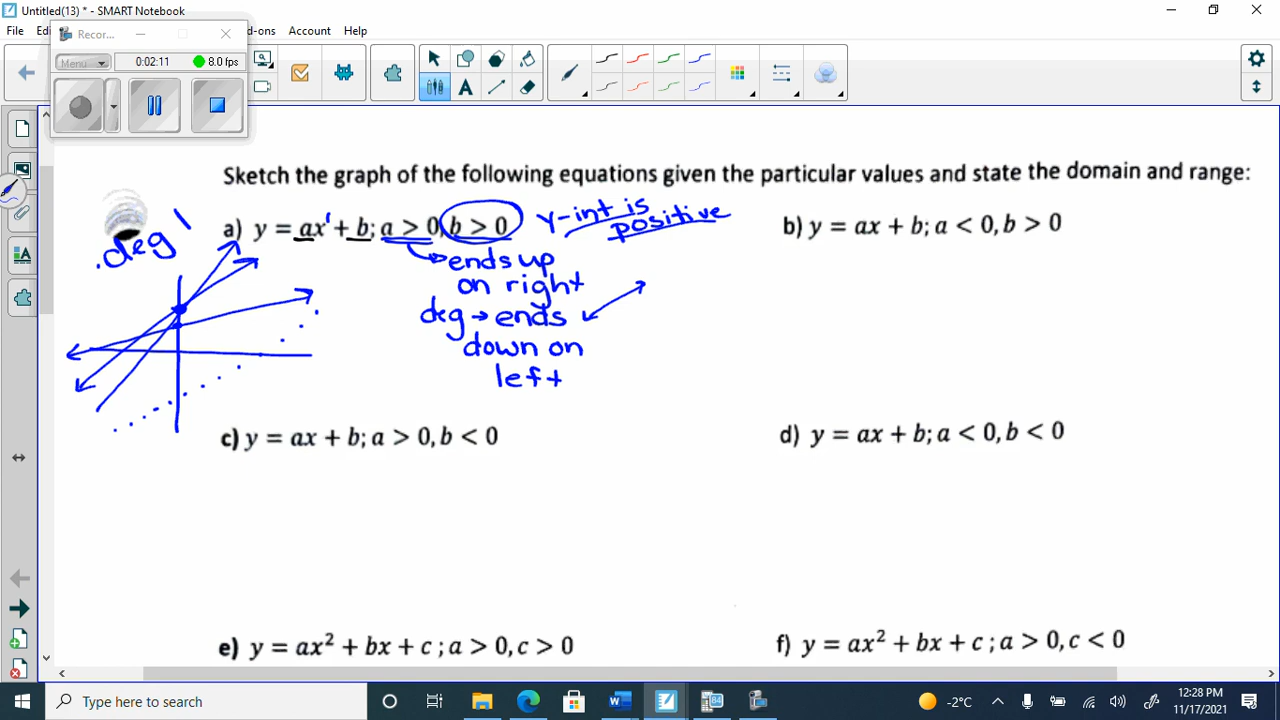 Untitled(13) * - SMART Notebook
Recor...
File Ed
d-ons Account Help
Menu 0:02:11 8.0 fps
Sketch the graph of the following equations given the particular values and state the domain and range:
a) y = ax¹ + b; a > 0, b > 0
y-int is
positive
b) y = ax + b; a < 0, b > 0
deg 1
ends up
on right
deg → ends
down on
left
c) y = ax + b; a > 0, b < 0
d) y = ax + b; a < 0, b < 0
e) y = ax² + bx + c ; a > 0, c > 0
f) y = ax² + bx + c ; a > 0, c < 0
Type here to search
-2°C
12:28 PM
11/17/2021